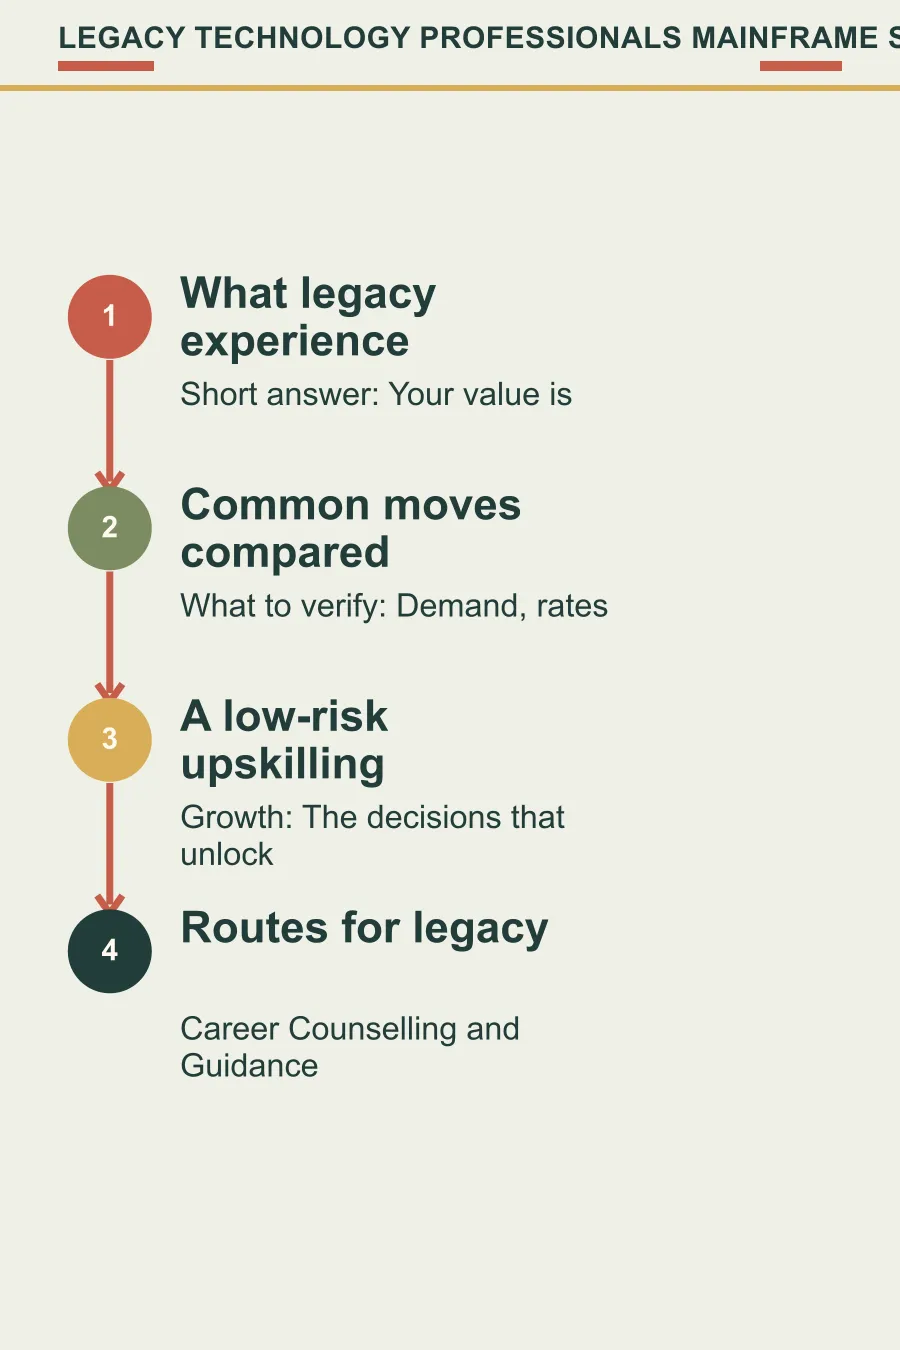 LEGACY TECHNOLOGY PROFESSIONALS MAINFRAME S
1
What legacy
experience
Short answer: Your value is
2
Common moves
compared
What to verify: Demand, rates
3
A low-risk
upskilling
Growth: The decisions that
unlock
4
Routes for legacy
Career Counselling and
Guidance